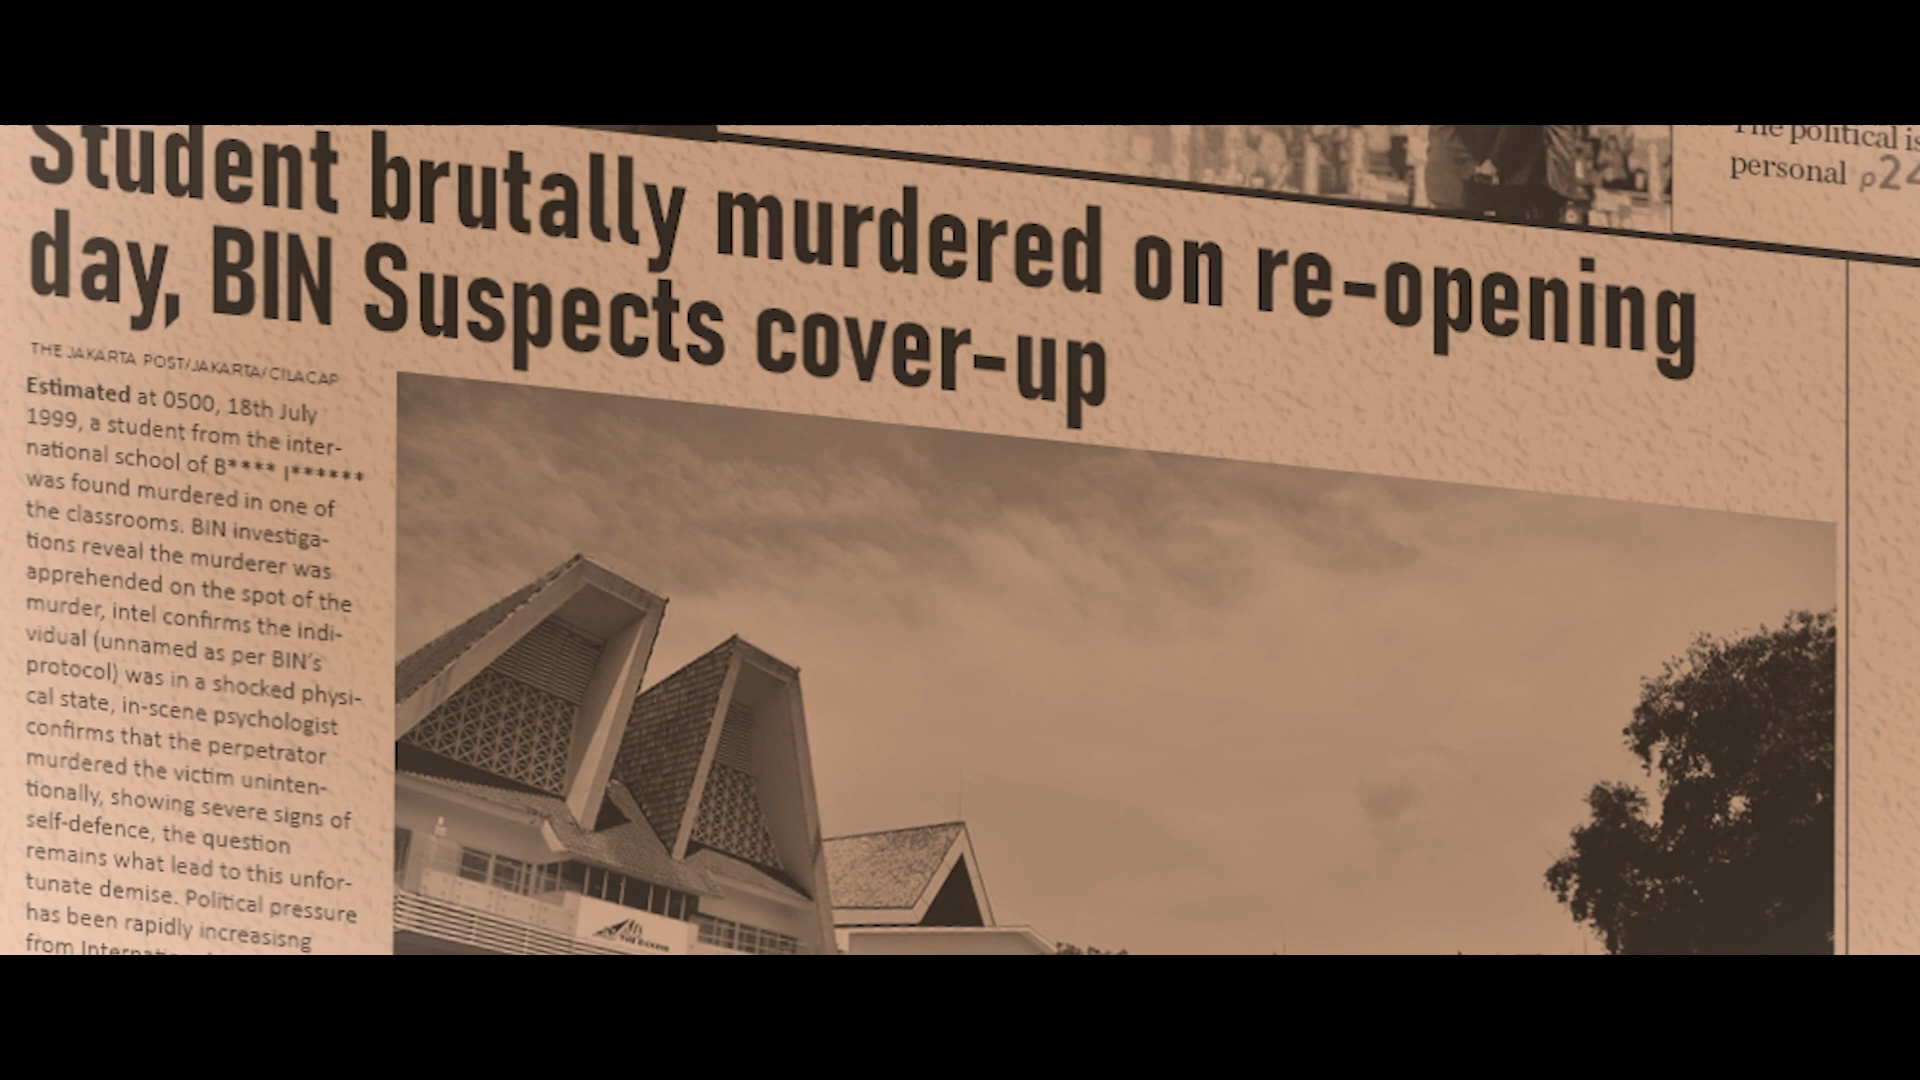 The political is
personal p24
Student brutally murdered on re-opening
day, BIN Suspects cover-up
THE JAKARTA POST/JAKARTA/CILACAP
Estimated at 0500, 18th July
1999, a student from the inter-
national school of B**** I******
was found murdered in one of
the classrooms. BIN investiga-
tions reveal the murderer was
apprehended on the spot of the
murder, intel confirms the indi-
vidual (unnamed as per BIN's
protocol) was in a shocked physi-
cal state, in-scene psychologist
confirms that the perpetrator
murdered the victim uninten-
tionally, showing severe signs of
self-defence, the question
remains what lead to this unfor-
tunate demise. Political pressure
has been rapidly increasisng
from